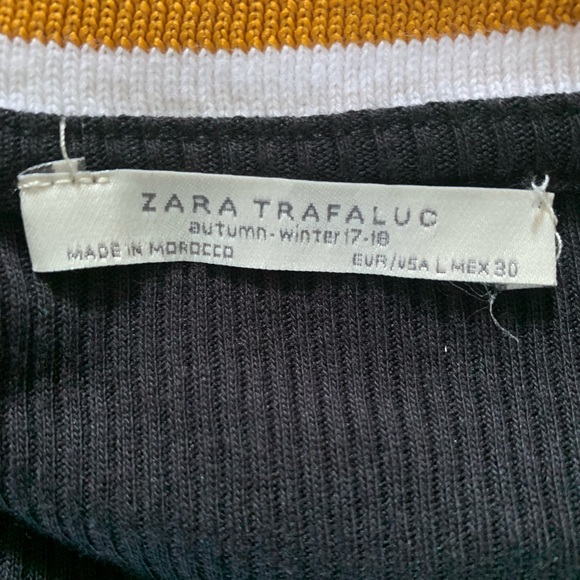 ZARA TRAFALUC
autumn-winter 17-18
MADE IN MOROCCO EUR/USA L MEX 30